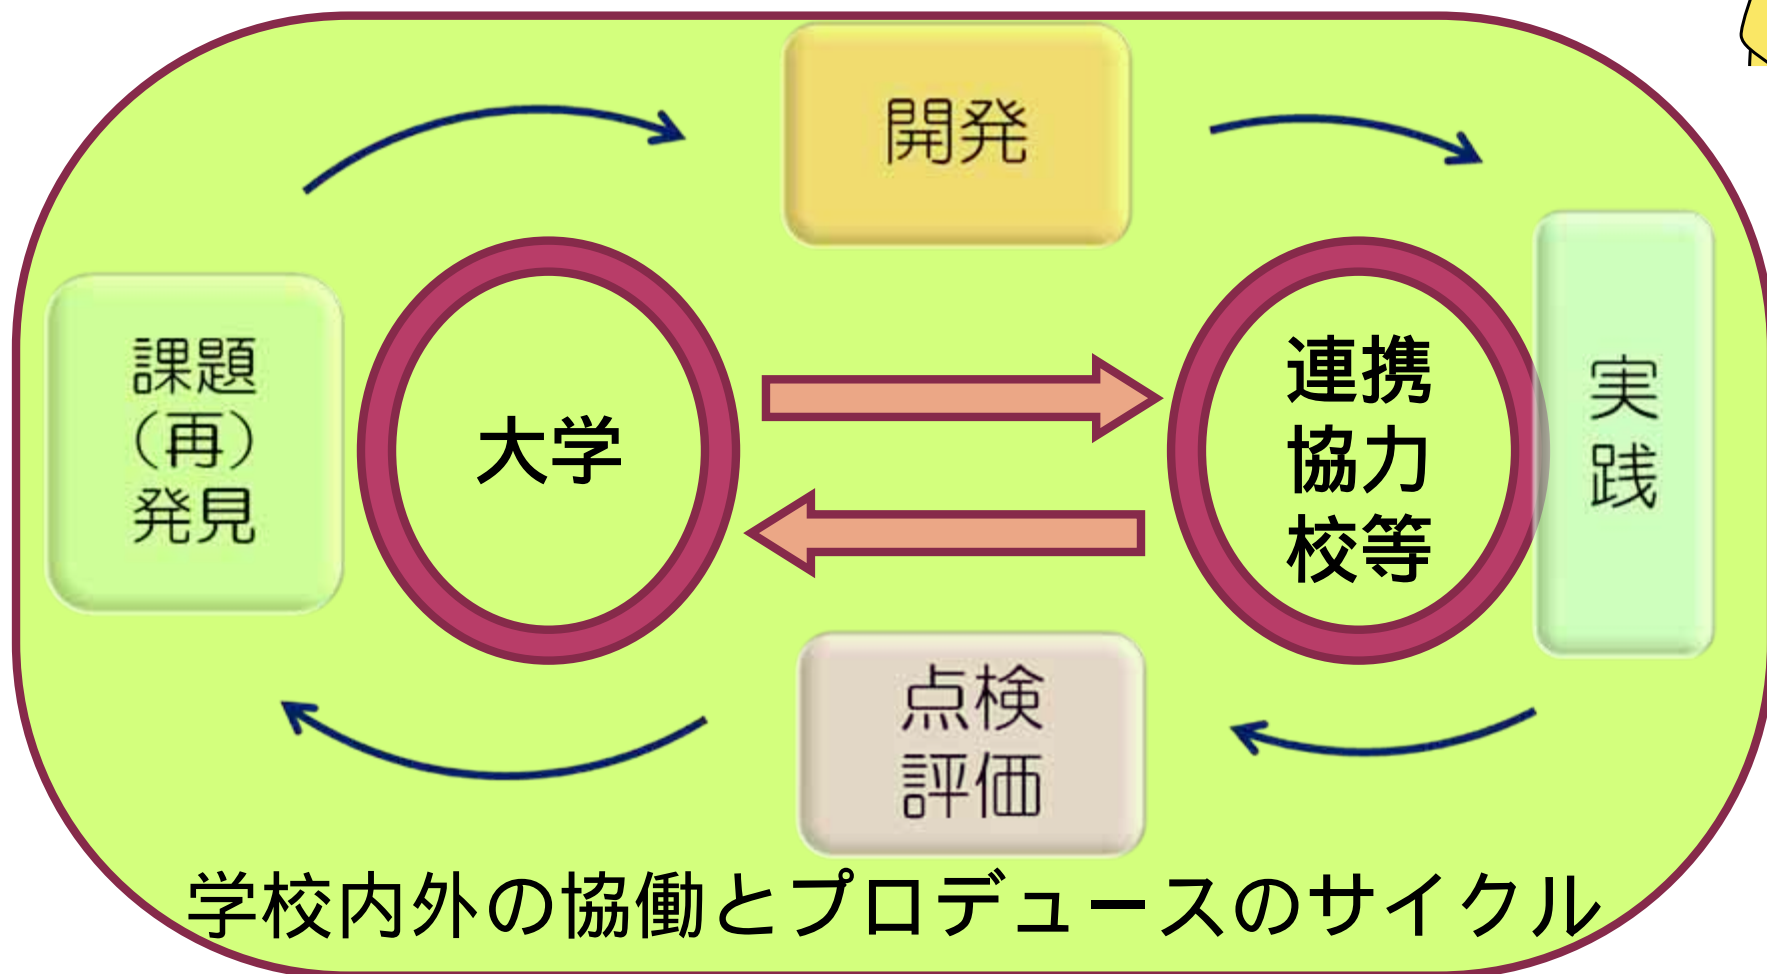 開発
課題
（再）
発見
大学
連携
協力
校等
実
践
点検
評価
学校内外の協働とプロデュースのサイクル